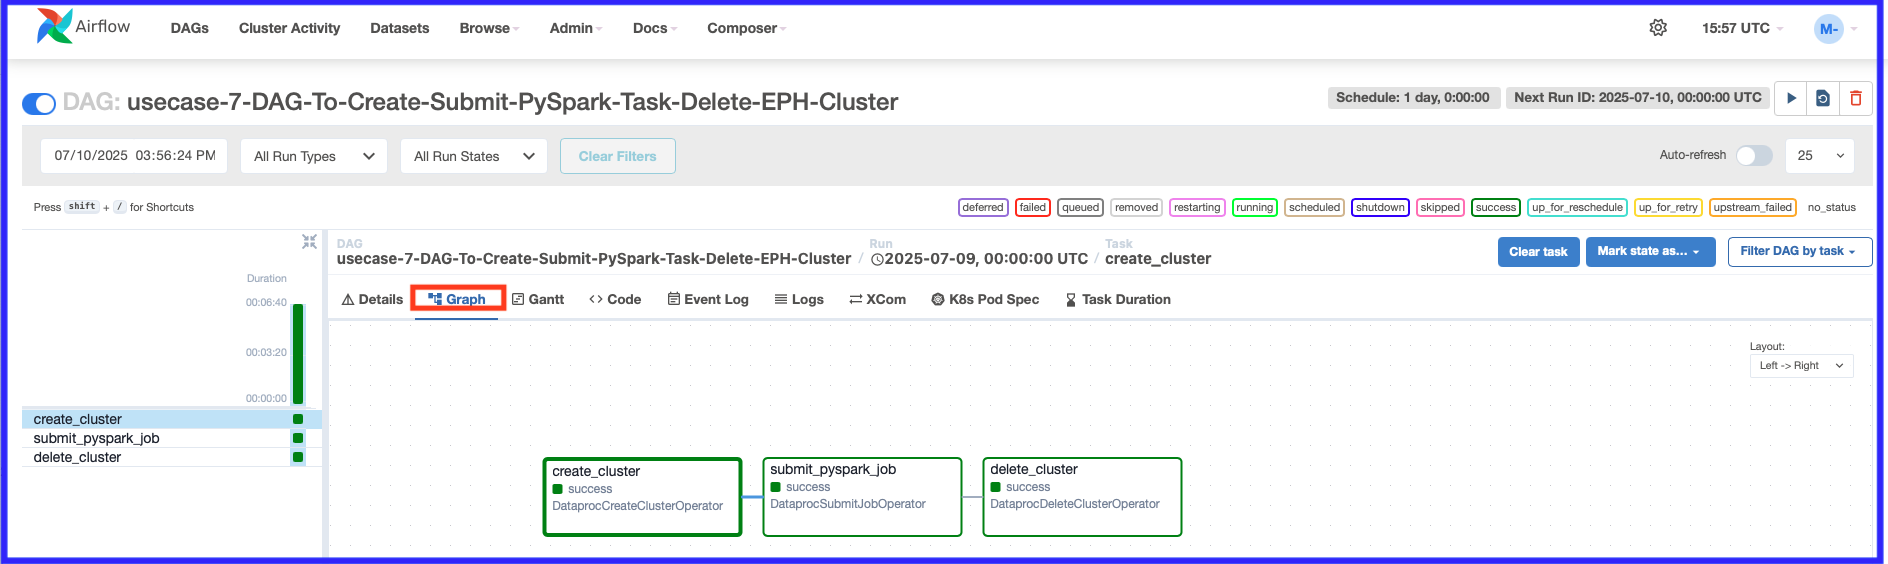 Airflow DAGs Cluster Activity Datasets Browse Admin Docs Composer 15:57 UTC M-
DAG: usecase-7-DAG-To-Create-Submit-PySpark-Task-Delete-EPH-Cluster Schedule: 1 day, 0:00:00 Next Run ID: 2025-07-10, 00:00:00 UTC
07/10/2025 03:56:24 PM All Run Types All Run States Clear Filters Auto-refresh 25
Press shift + / for Shortcuts deferred failed queued removed restarting running scheduled shutdown skipped success up_for_reschedule up_for_retry upstream_failed no_status
DAG Run Task
usecase-7-DAG-To-Create-Submit-PySpark-Task-Delete-EPH-Cluster / 2025-07-09, 00:00:00 UTC / create_cluster Clear task Mark state as... Filter DAG by task
Duration
00:06:40
00:03:20
00:00:00
create_cluster
submit_pyspark_job
delete_cluster
Details Graph Gantt Code Event Log Logs XCom K8s Pod Spec Task Duration
Layout:
Left -> Right
create_cluster
success
DataprocCreateClusterOperator
submit_pyspark_job
success
DataprocSubmitJobOperator
delete_cluster
success
DataprocDeleteClusterOperator